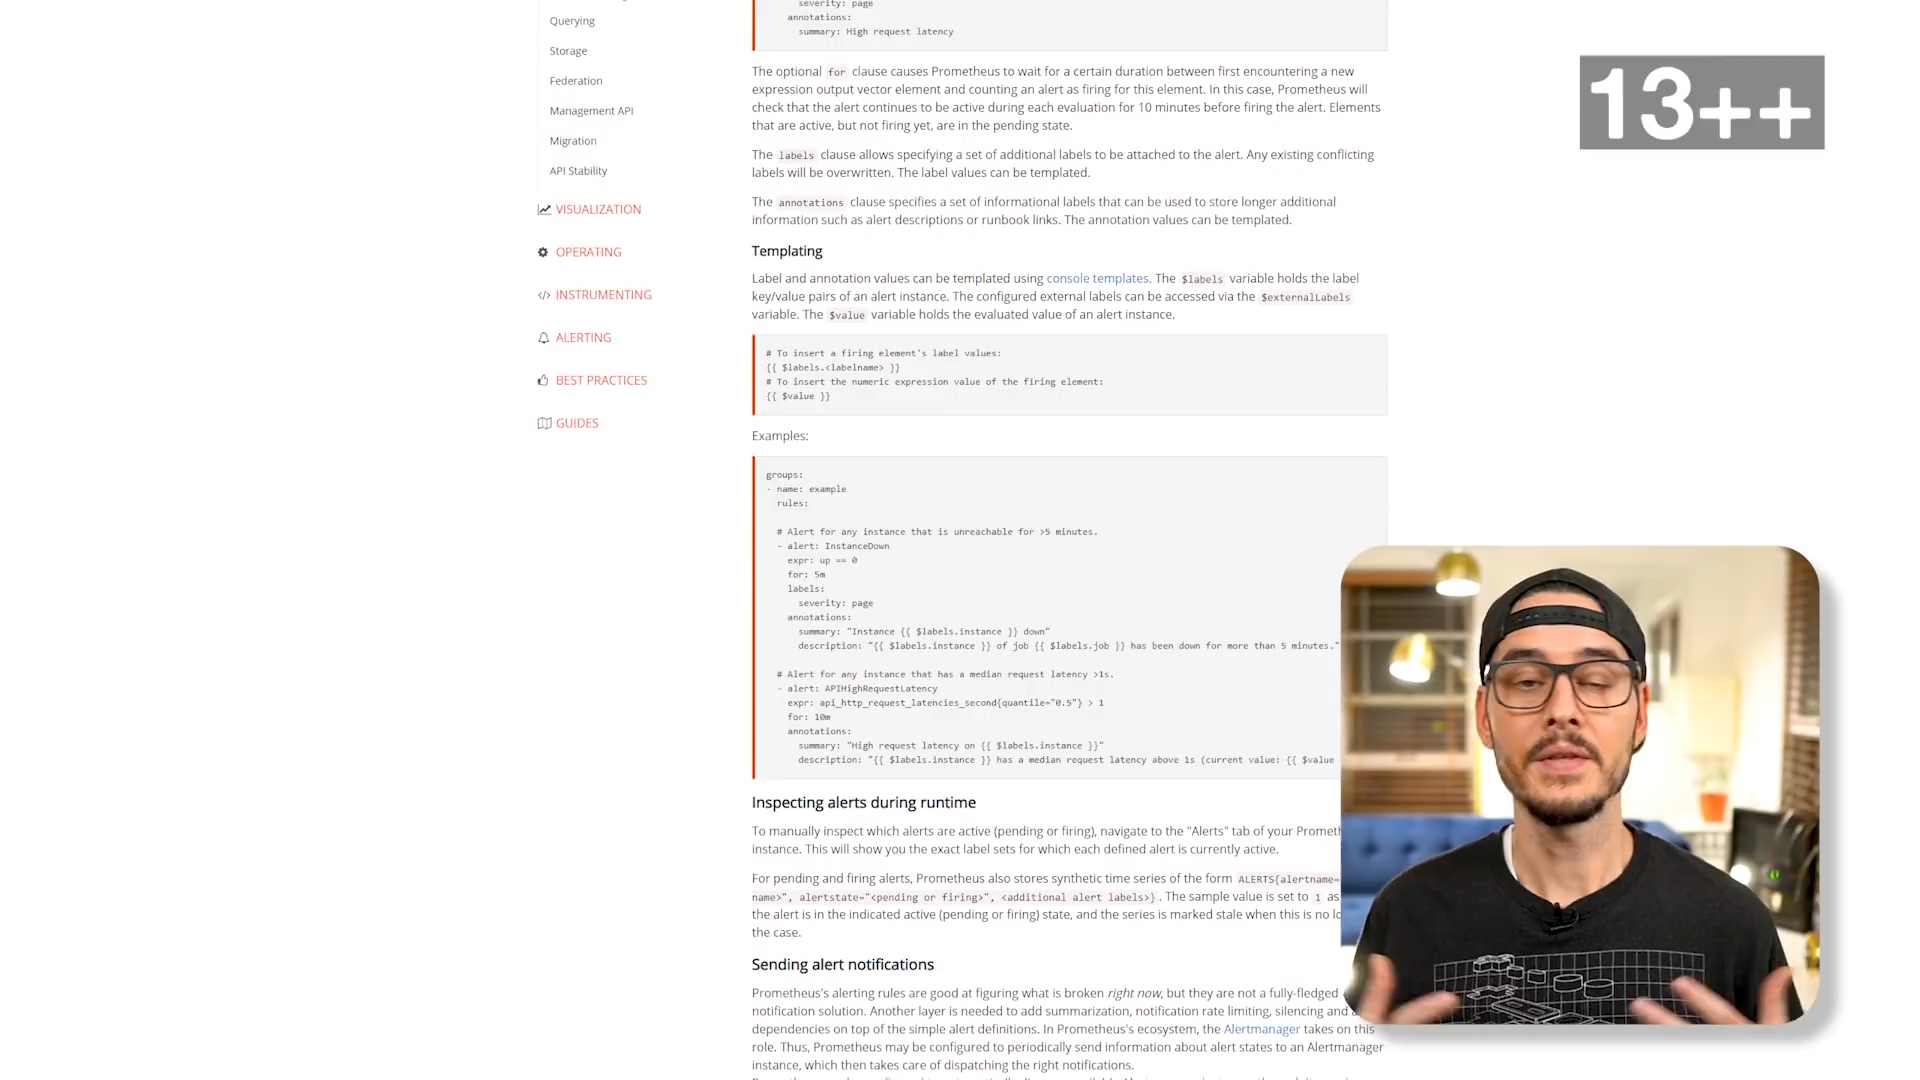 Querying
Storage
Federation
Management API
Migration
API Stability
VISUALIZATION
OPERATING
INSTRUMENTING
ALERTING
BEST PRACTICES
GUIDES
severity: page
annotations:
summary: High request latency
The optional for clause causes Prometheus to wait for a certain duration between first encountering a new
expression output vector element and counting an alert as firing for this element. In this case, Prometheus will
check that the alert continues to be active during each evaluation for 10 minutes before firing the alert. Elements
that are active, but not firing yet, are in the pending state.
The labels clause allows specifying a set of additional labels to be attached to the alert. Any existing conflicting
labels will be overwritten. The label values can be templated.
The annotations clause specifies a set of informational labels that can be used to store longer additional
information such as alert descriptions or runbook links. The annotation values can be templated.
Templating
Label and annotation values can be templated using console templates. The $labels variable holds the label
key/value pairs of an alert instance. The configured external labels can be accessed via the $externalLabels
variable. The $value variable holds the evaluated value of an alert instance.
# To insert a firing element's label values:
{{ $labels.<labelname> }}
# To insert the numeric expression value of the firing element:
{{ $value }}
Examples:
groups:
- name: example
rules:
# Alert for any instance that is unreachable for >5 minutes.
- alert: InstanceDown
expr: up == 0
for: 5m
labels:
severity: page
annotations:
summary: "Instance {{ $labels.instance }} down"
description: "{{ $labels.instance }} of job {{ $labels.job }} has been down for more than 5 minutes."
# Alert for any instance that has a median request latency >1s.
- alert: APIHighRequestLatency
expr: api_http_request_latencies_second{quantile="0.5"} > 1
for: 10m
annotations:
summary: "High request latency on {{ $labels.instance }}"
description: "{{ $labels.instance }} has a median request latency above 1s (current value: {{ $value
Inspecting alerts during runtime
To manually inspect which alerts are active (pending or firing), navigate to the "Alerts" tab of your Prometh
instance. This will show you the exact label sets for which each defined alert is currently active.
For pending and firing alerts, Prometheus also stores synthetic time series of the form ALERTS{alertname=
name>", alertstate="<pending or firing>", <additional alert labels>}. The sample value is set to 1 as
the alert is in the indicated active (pending or firing) state, and the series is marked stale when this is no lo
the case.
Sending alert notifications
Prometheus's alerting rules are good at figuring what is broken right now, but they are not a fully-fledged
notification solution. Another layer is needed to add summarization, notification rate limiting, silencing and
dependencies on top of the simple alert definitions. In Prometheus's ecosystem, the Alertmanager takes on this
role. Thus, Prometheus may be configured to periodically send information about alert states to an Alertmanager
instance, which then takes care of dispatching the right notifications.
13++